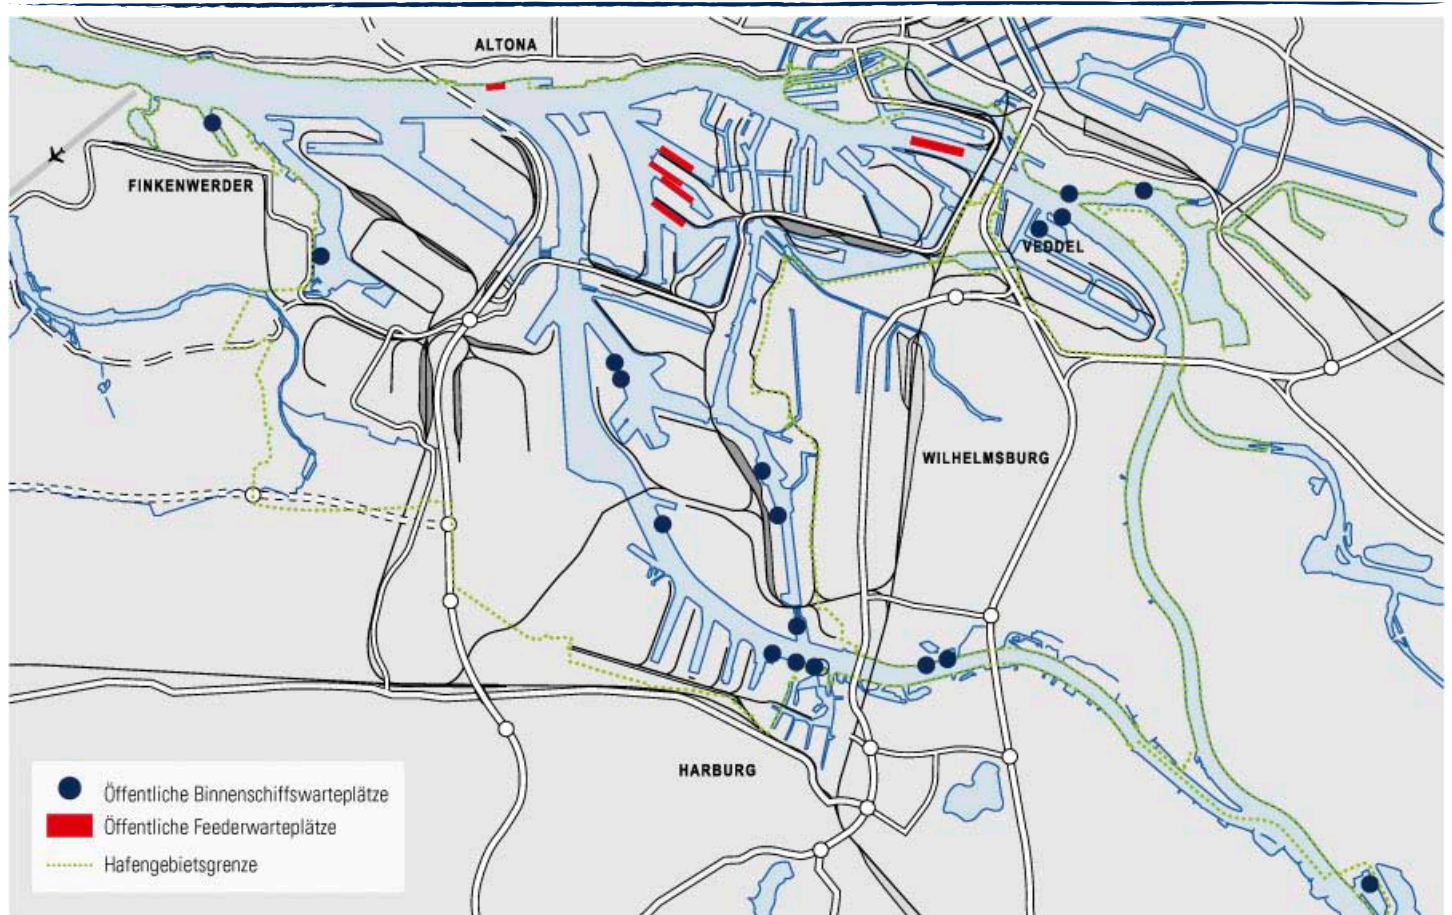 ALTONA
FINKENWERDER
VEDDEL
WILHELMSBURG
HARBURG
Öffentliche Binnenschiffswarteplätze
Öffentliche Feederwarteplätze
Hafengebietsgrenze